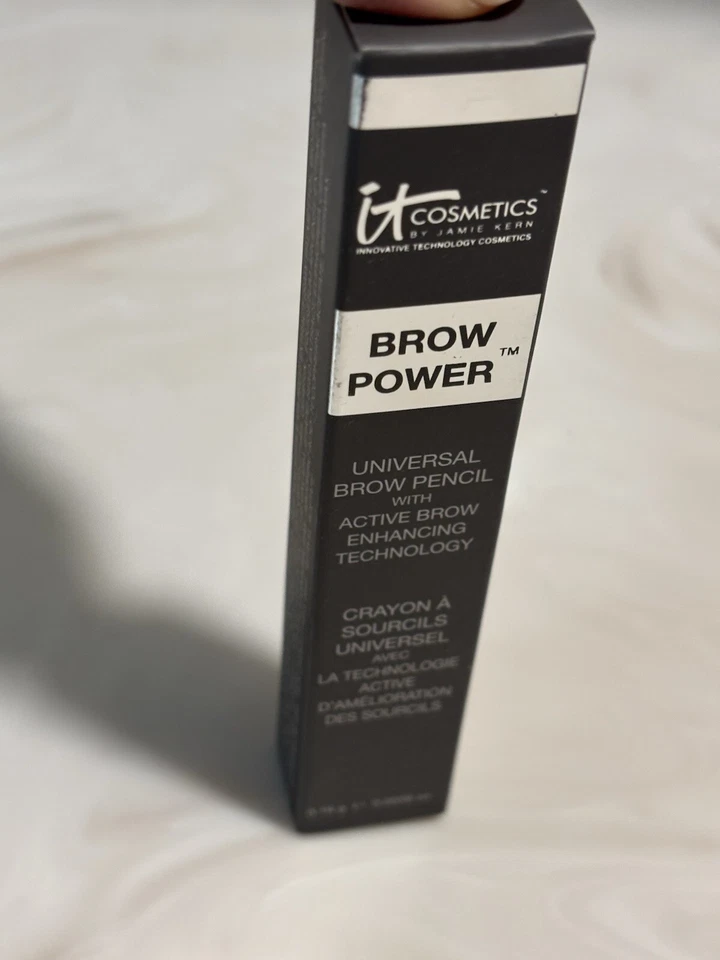 it COSMETICS™
BY JAMIE KERN
INNOVATIVE TECHNOLOGY COSMETICS
BROW
POWER™
UNIVERSAL
BROW PENCIL
WITH
ACTIVE BROW
ENHANCING
TECHNOLOGY
CRAYON À
SOURCILS
UNIVERSEL
AVEC
LA TECHNOLOGIE
ACTIVE
D'AMÉLIORATION
DES SOURCILS